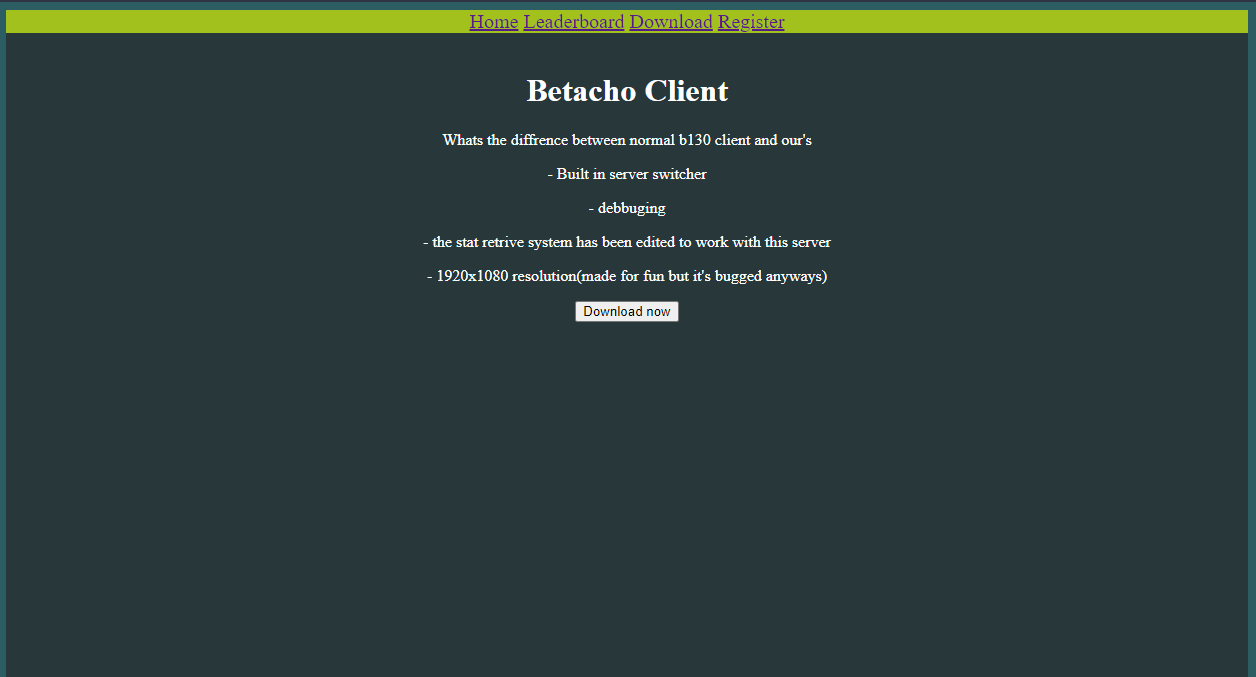 Home Leaderboard Download Register
Betacho Client
Whats the diffrence between normal b130 client and our's
- Built in server switcher
- debbuging
- the stat retrive system has been edited to work with this server
- 1920x1080 resolution(made for fun but it's bugged anyways)
Download now